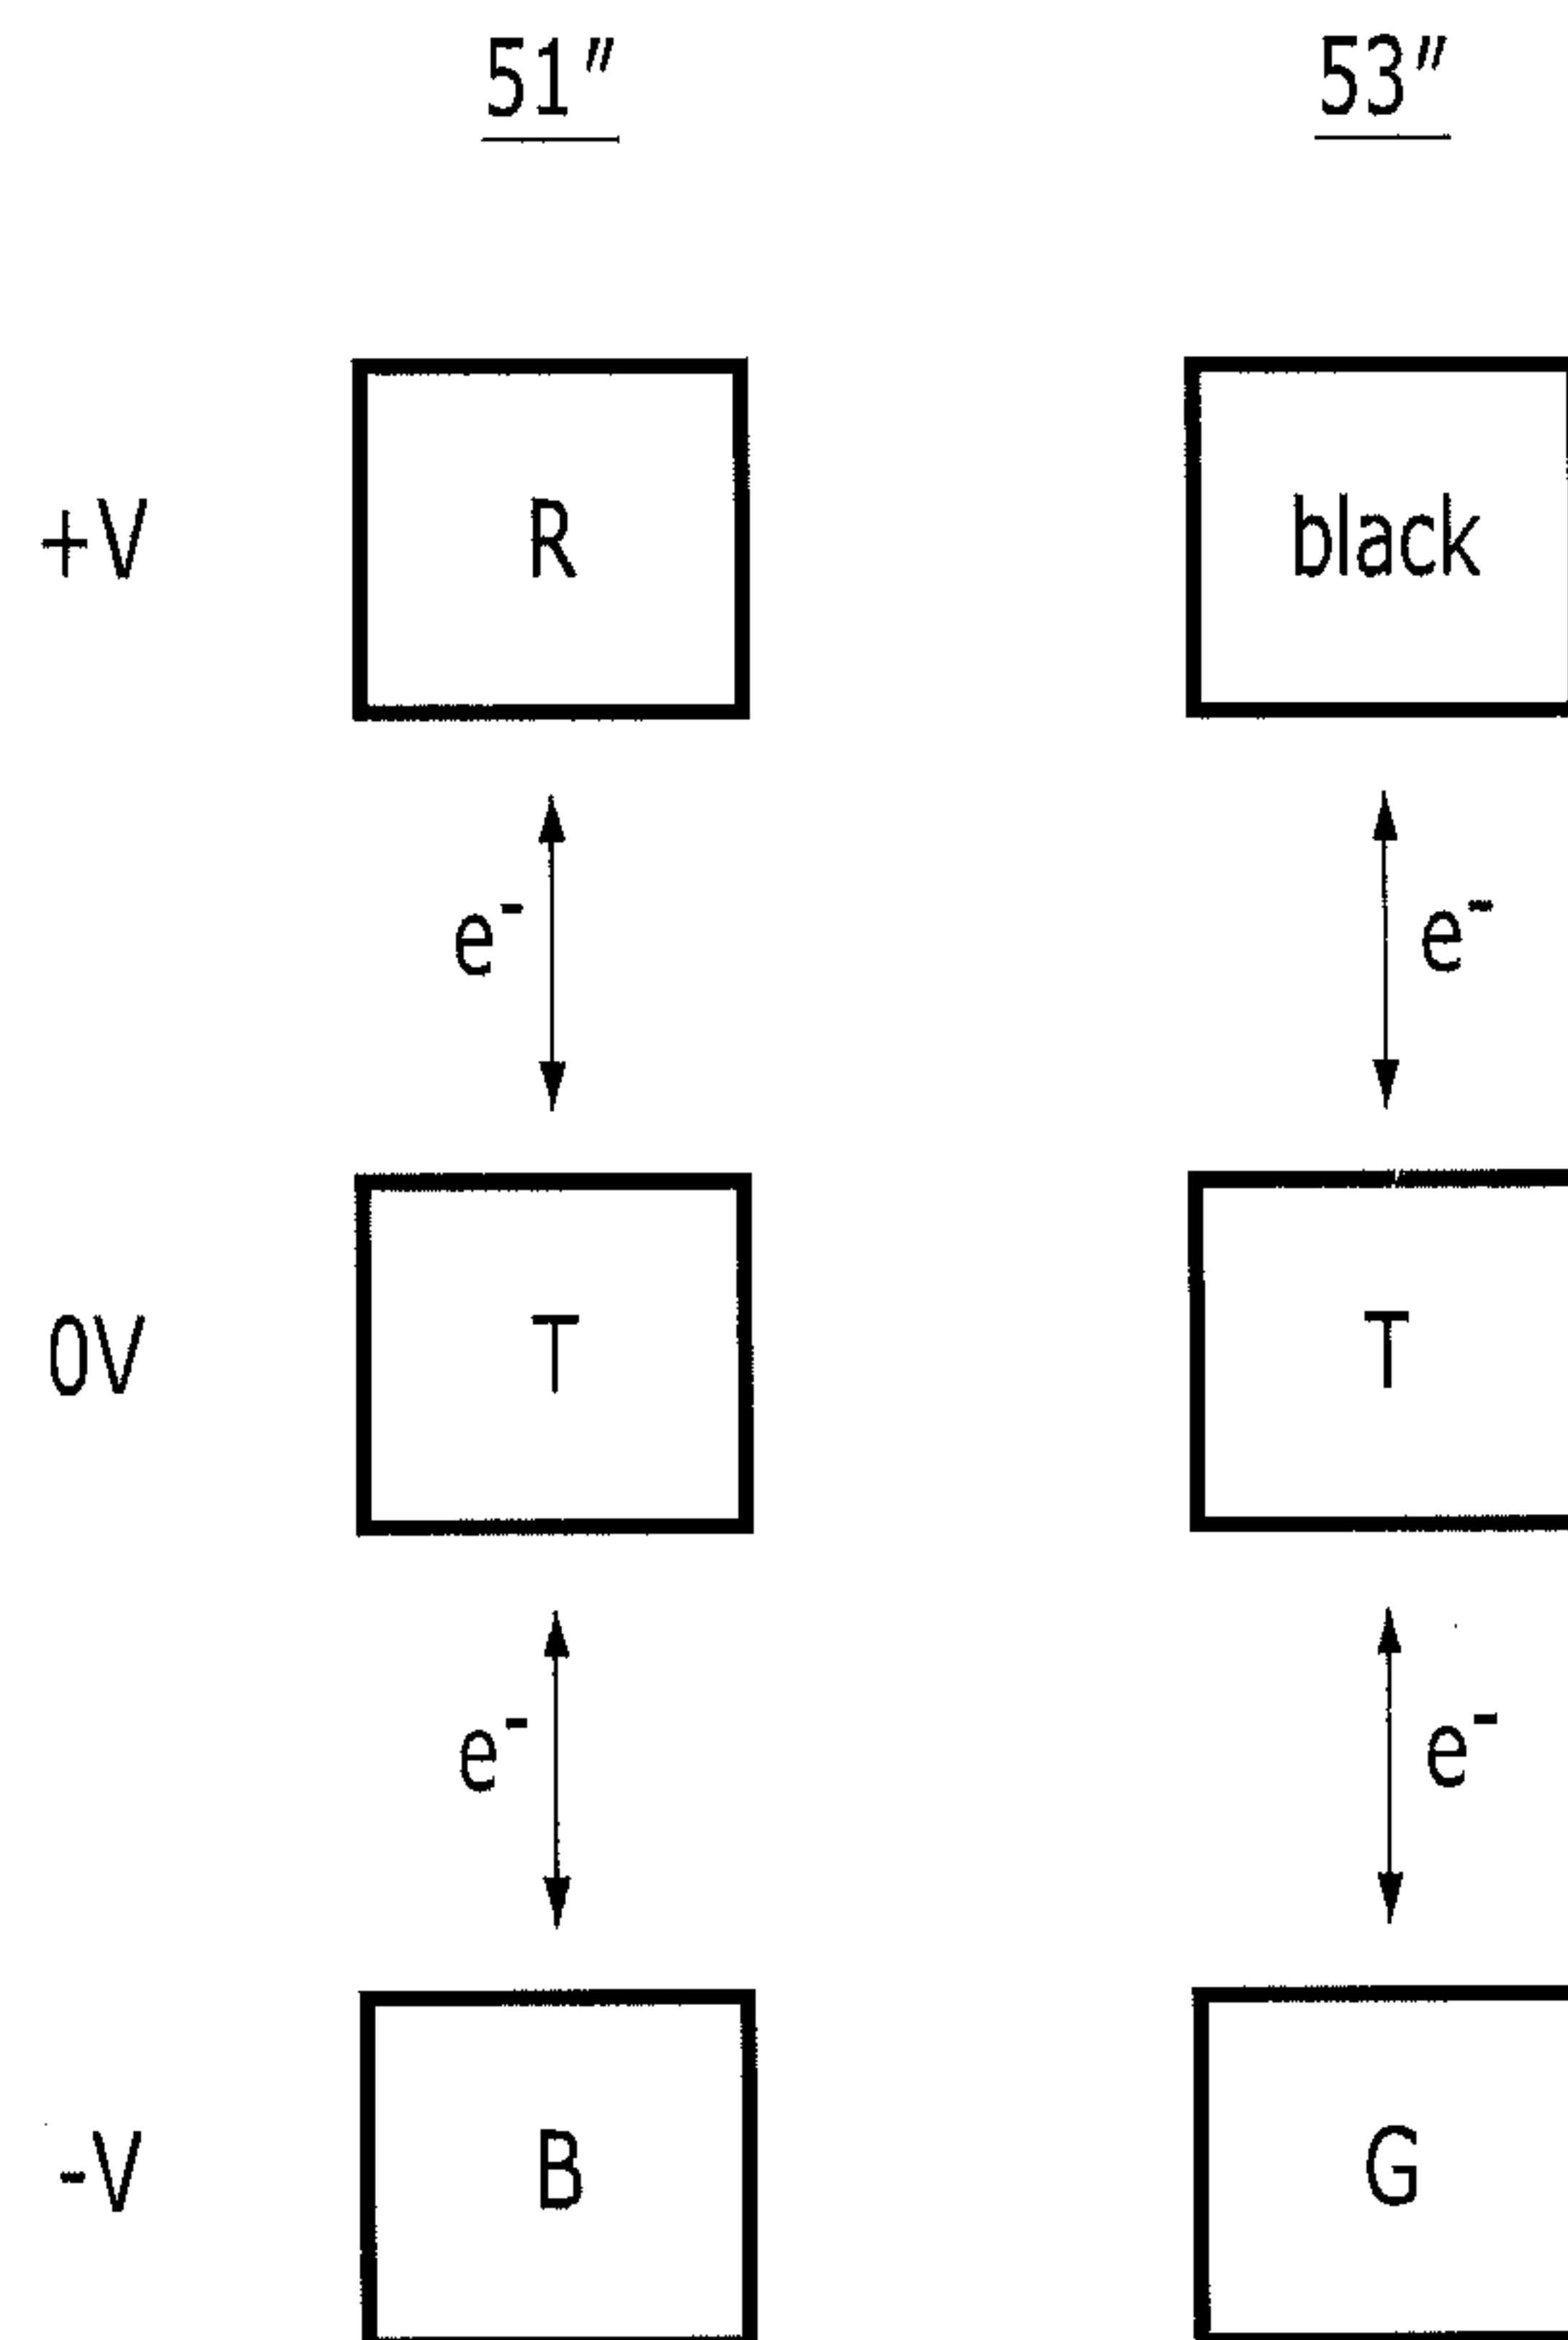 51″ 53″
+V R black
e⁻ e⁻
0V T T
e⁻ e⁻
-V B G